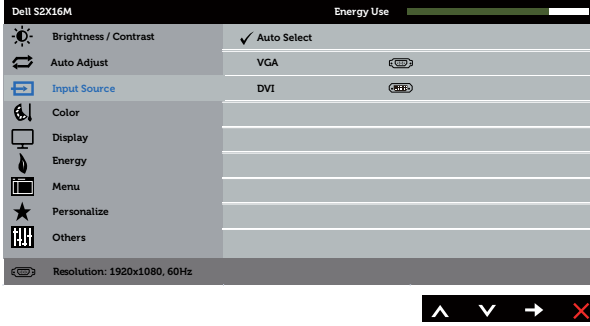 Dell S2X16M Energy Use
Brightness / Contrast
Auto Select
Auto Adjust
VGA
Input Source
DVI
Color
Display
Energy
Menu
Personalize
Others
Resolution: 1920x1080, 60Hz